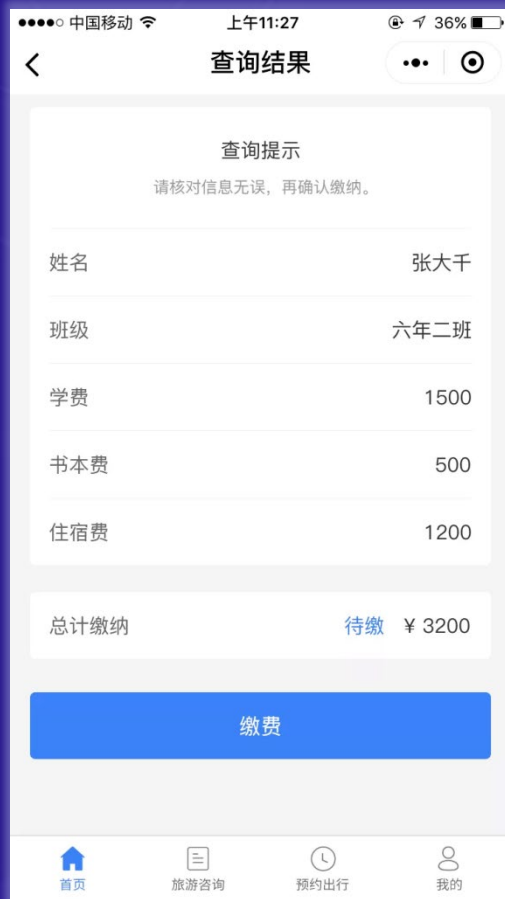 中国移动 上午11:27 36%
查询结果
查询提示
请核对信息无误，再确认缴纳。
姓名 张大千
班级 六年二班
学费 1500
书本费 500
住宿费 1200
总计缴纳 待缴 ¥ 3200
缴费
首页 旅游咨询 预约出行 我的